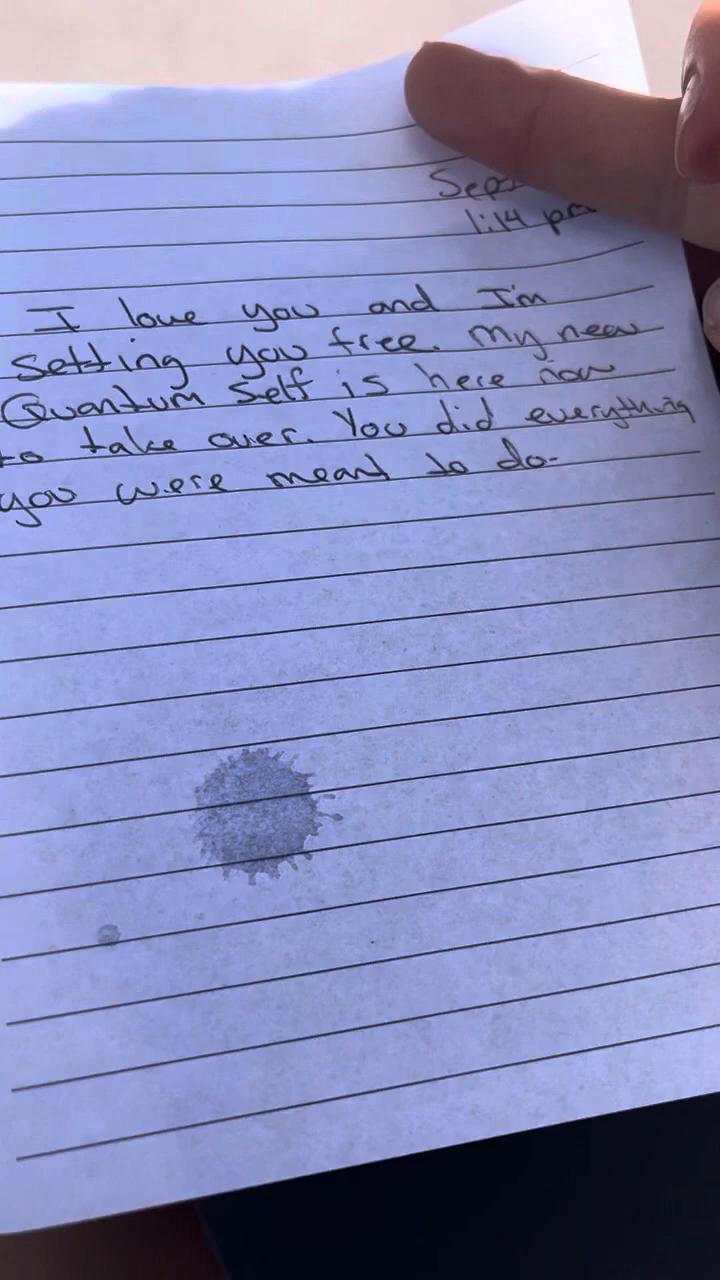 Sep
1:14 pm
I love you and I'm
setting you free. My new
Quantum Self is here now
to take over. You did everything
you were meant to do.